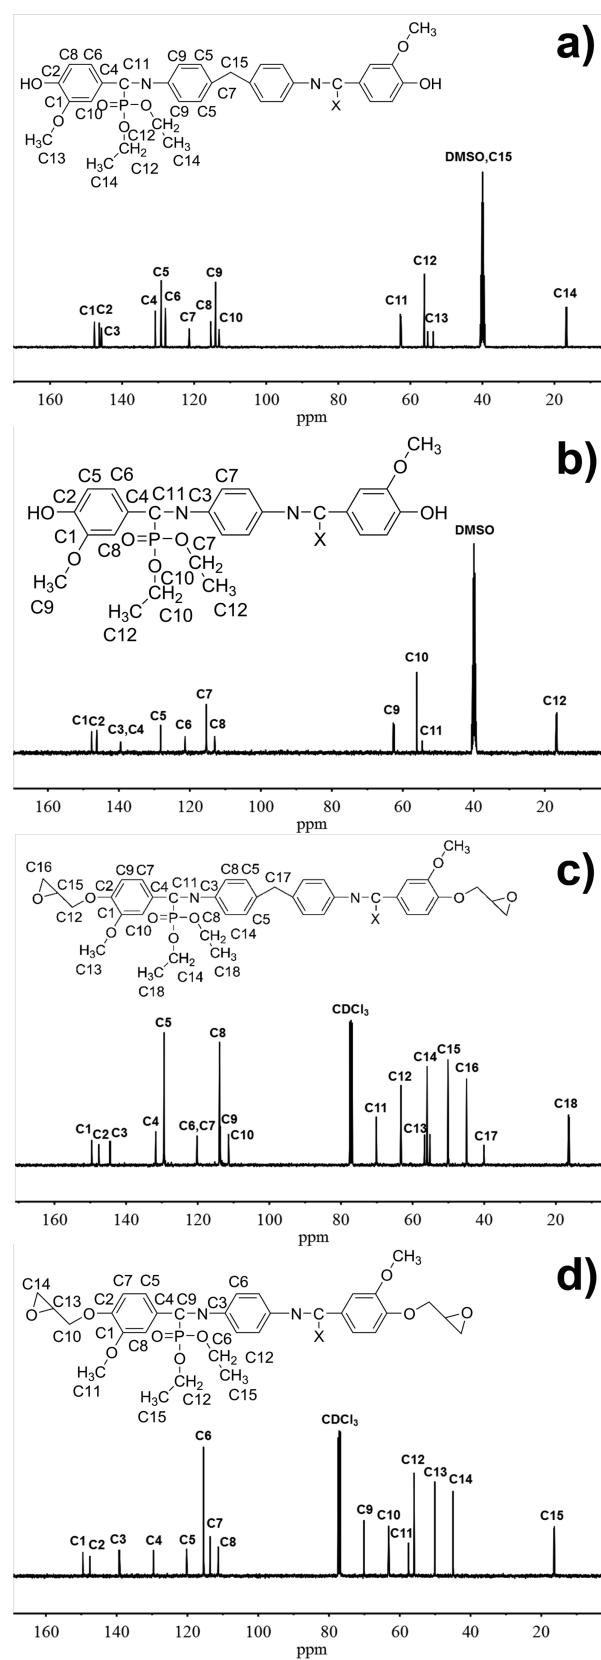 a)
CH3
O
C8 C6
C11
C9 C5
C15
C2 C4
HO
N
N
OH
C1
C7
X
C10 O=P-O
C9 C5
O
O
C12 CH2
H3C
CH2 CH3
C13
H3C C12 C14
C14
DMSO,C15
C5 C9 C12
C4 C6 C8 C11 C14
C1 C2 C3 C7 C10 C13
160 140 120 100 80 60 40 20
ppm
b)
CH3
O
C5 C6
C11 C7
C2 C4 C3
HO
N
N
OH
C1
X
C8 O=P-O C7
O
O
CH2
H3C C10 CH3
C9
H3C CH2 C12
C12 C10
DMSO
C10
C7
C1 C2 C3,C4 C5 C6 C8 C9 C11 C12
160 140 120 100 80 60 40 20
ppm
c)
CH3
O
C16
C9 C7 C11 C8 C5 C17
C15 C2 C4 C3
O
O
N
N
O
O
C12 C1
X
C10 O=P-O C8 C5
O
O
C14
CH2
H3C
CH3
C13
CH2
H3C C14 C18
C18
CDCl3
C5 C8
C14 C15
C12 C16
C1 C2 C3 C4 C6,C7 C9 C10 C11 C13 C17 C18
160 140 120 100 80 60 40 20
ppm
d)
CH3
O
C14 C7 C5 C9 C6
C13 C2 C4 C3
O
O
N
N
O
O
C10 C1
X
C8 O=P-O C6
O
O
CH2 C12
H3C
CH3
C11
H3C CH2 C15
C15 C12
CDCl3
C6
C12 C13 C14
C1 C2 C3 C4 C5 C7 C8 C9 C10 C11 C15
160 140 120 100 80 60 40 20
ppm